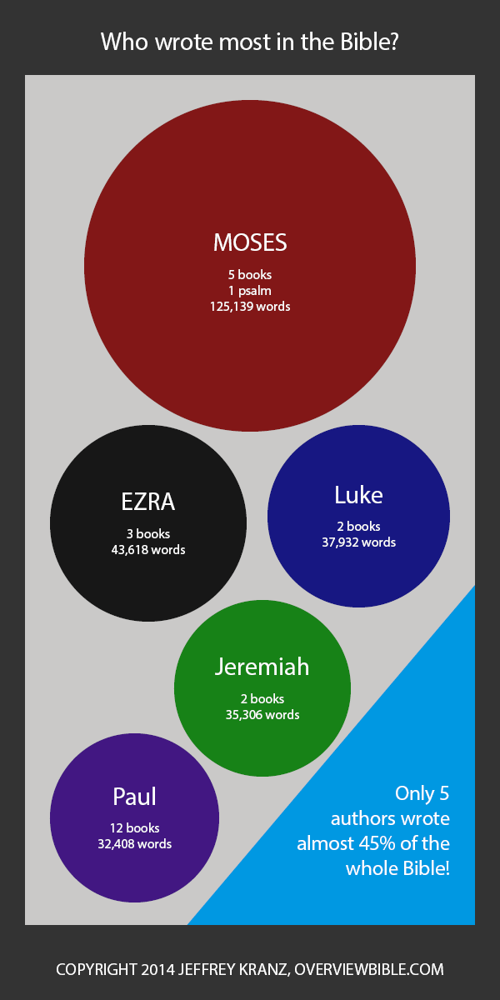 Who wrote most in the Bible?
MOSES
5 books
1 psalm
125,139 words
EZRA
3 books
43,618 words
Luke
2 books
37,932 words
Jeremiah
2 books
35,306 words
Paul
12 books
32,408 words
Only 5
authors wrote
almost 45% of the
whole Bible!
COPYRIGHT 2014 JEFFREY KRANZ, OVERVIEWBIBLE.COM